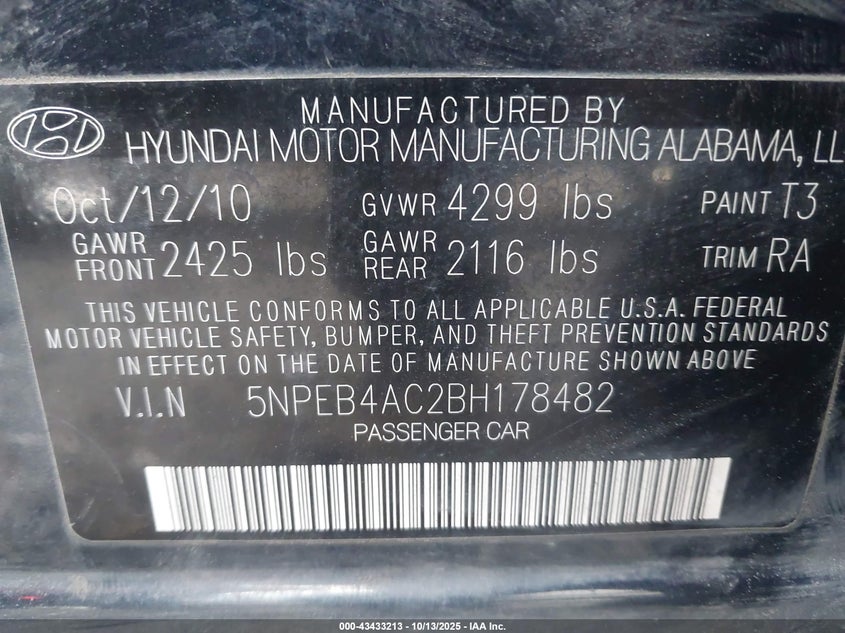 MANUFACTURED BY
HYUNDAI MOTOR MANUFACTURING ALABAMA, LL
Oct/12/10 GVWR 4299 lbs PAINT T3
GAWR FRONT 2425 lbs GAWR REAR 2116 lbs TRIM RA
THIS VEHICLE CONFORMS TO ALL APPLICABLE U.S.A. FEDERAL
MOTOR VEHICLE SAFETY, BUMPER, AND THEFT PREVENTION STANDARDS
IN EFFECT ON THE DATE OF MANUFACTURE SHOWN ABOVE
V.I.N 5NPEB4AC2BH178482
PASSENGER CAR
000-43433213 - 10/13/2025 - IAA Inc.